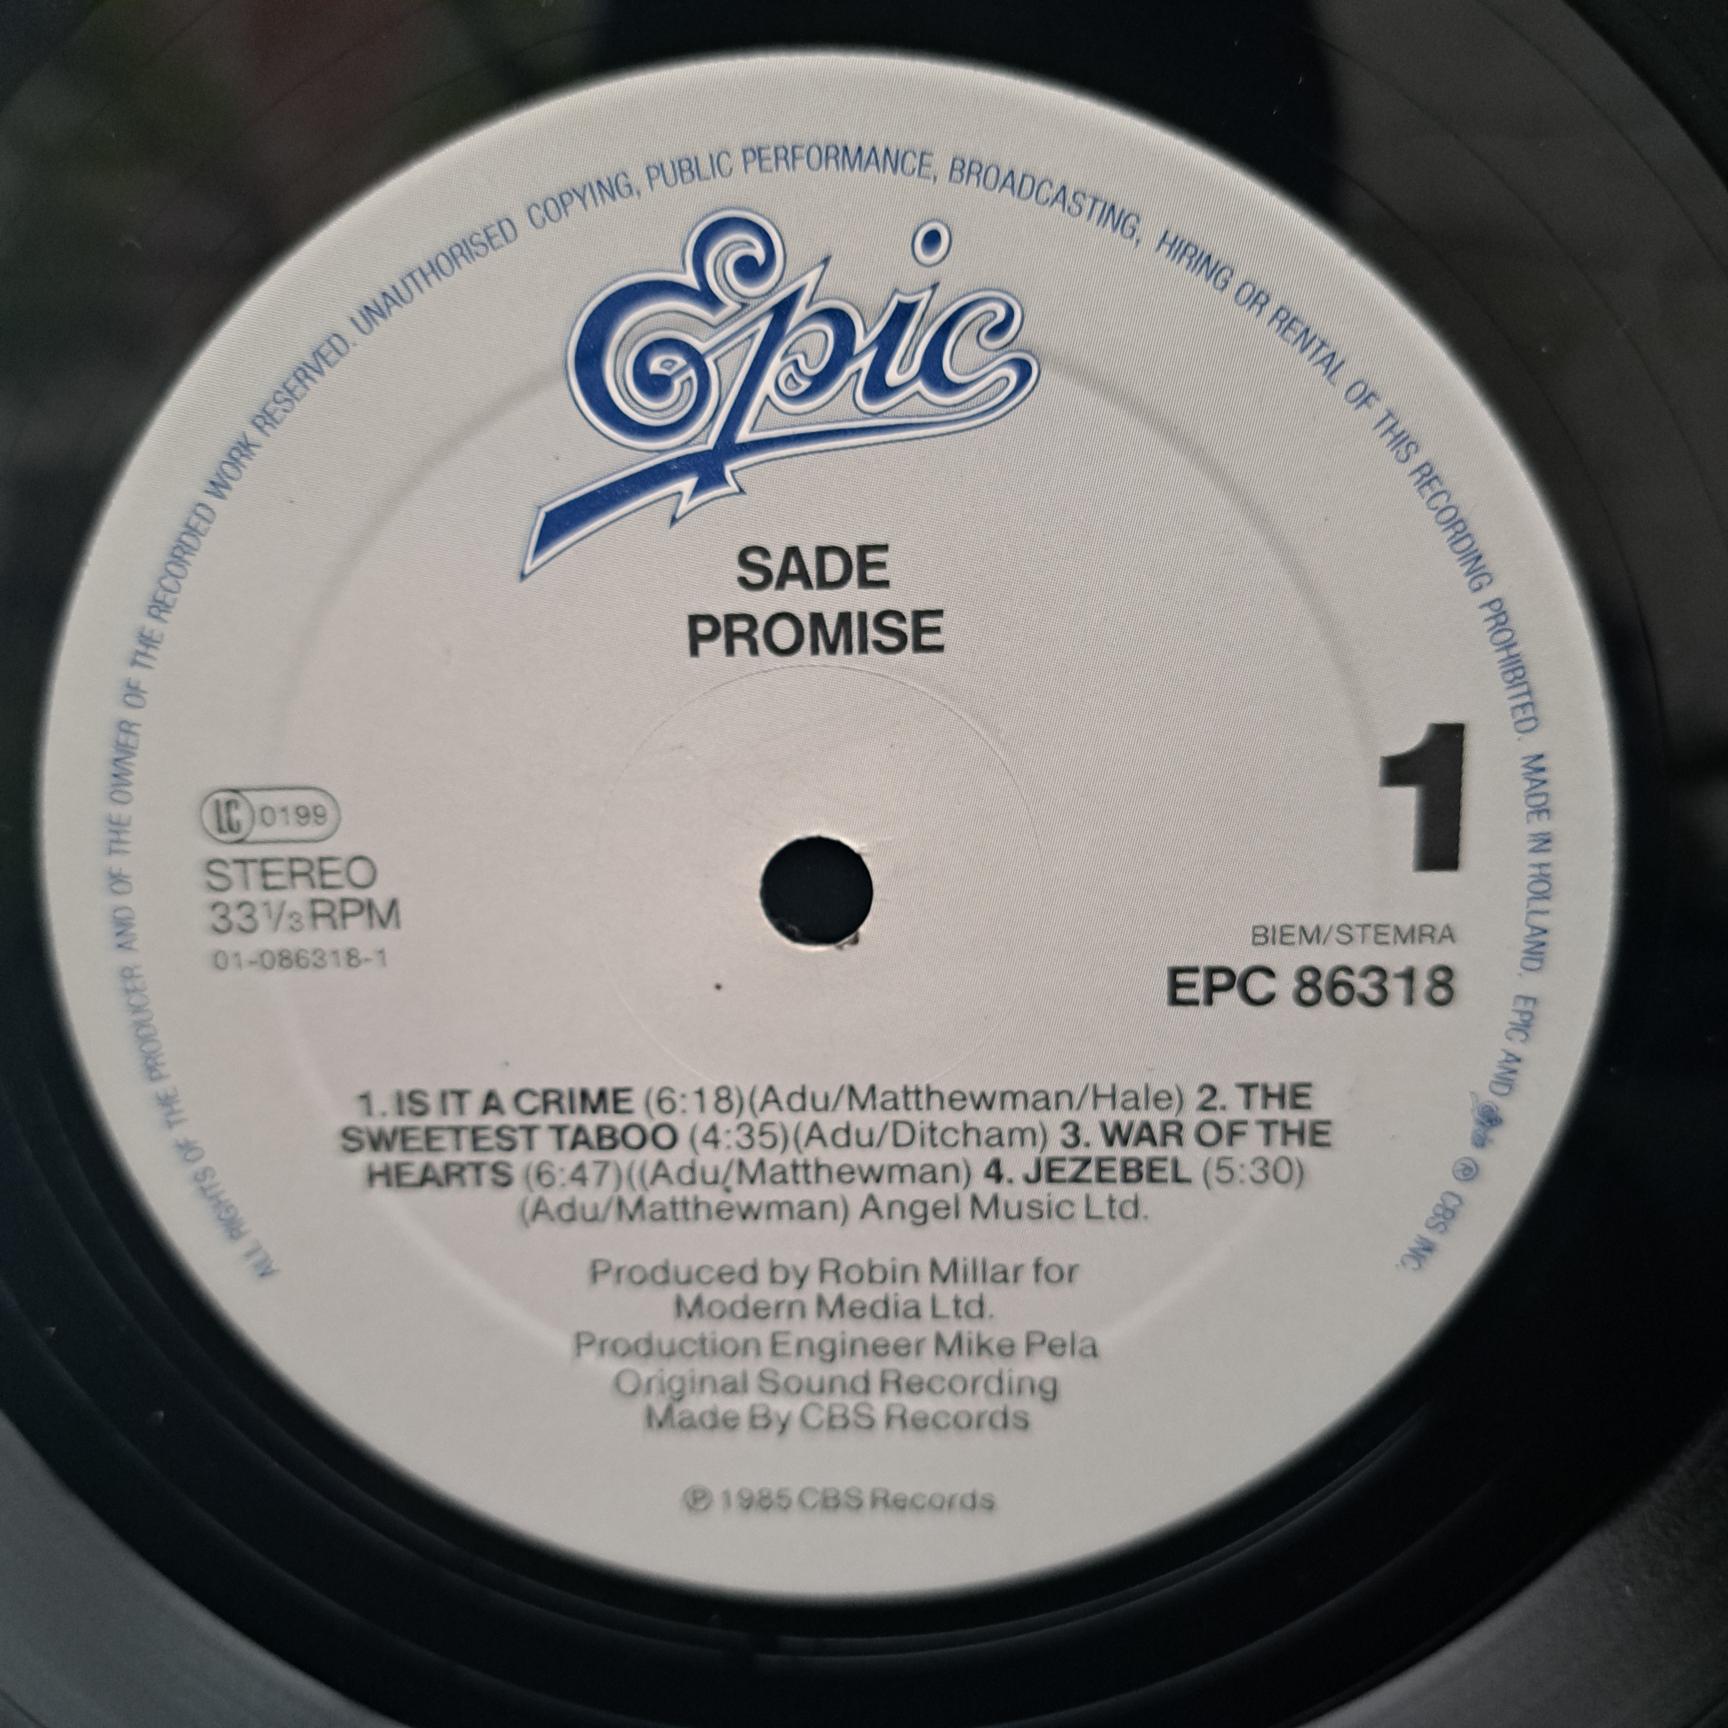 ALL RIGHTS OF THE PRODUCER AND OF THE OWNER OF THE RECORDED WORK RESERVED. UNAUTHORISED COPYING, PUBLIC PERFORMANCE, BROADCASTING, HIRING OR RENTAL OF THIS RECORDING PROHIBITED. MADE IN HOLLAND. EPIC AND Epic ℗ CBS INC.
Epic
SADE
PROMISE
1
LC 0199
STEREO
33⅓ RPM
01-086318-1
BIEM/STEMRA
EPC 86318
1. IS IT A CRIME (6:18)(Adu/Matthewman/Hale) 2. THE
SWEETEST TABOO (4:35)(Adu/Ditcham) 3. WAR OF THE
HEARTS (6:47)((Adu/Matthewman) 4. JEZEBEL (5:30)
(Adu/Matthewman) Angel Music Ltd.
Produced by Robin Millar for
Modern Media Ltd.
Production Engineer Mike Pela
Original Sound Recording
Made By CBS Records
℗ 1985 CBS Records